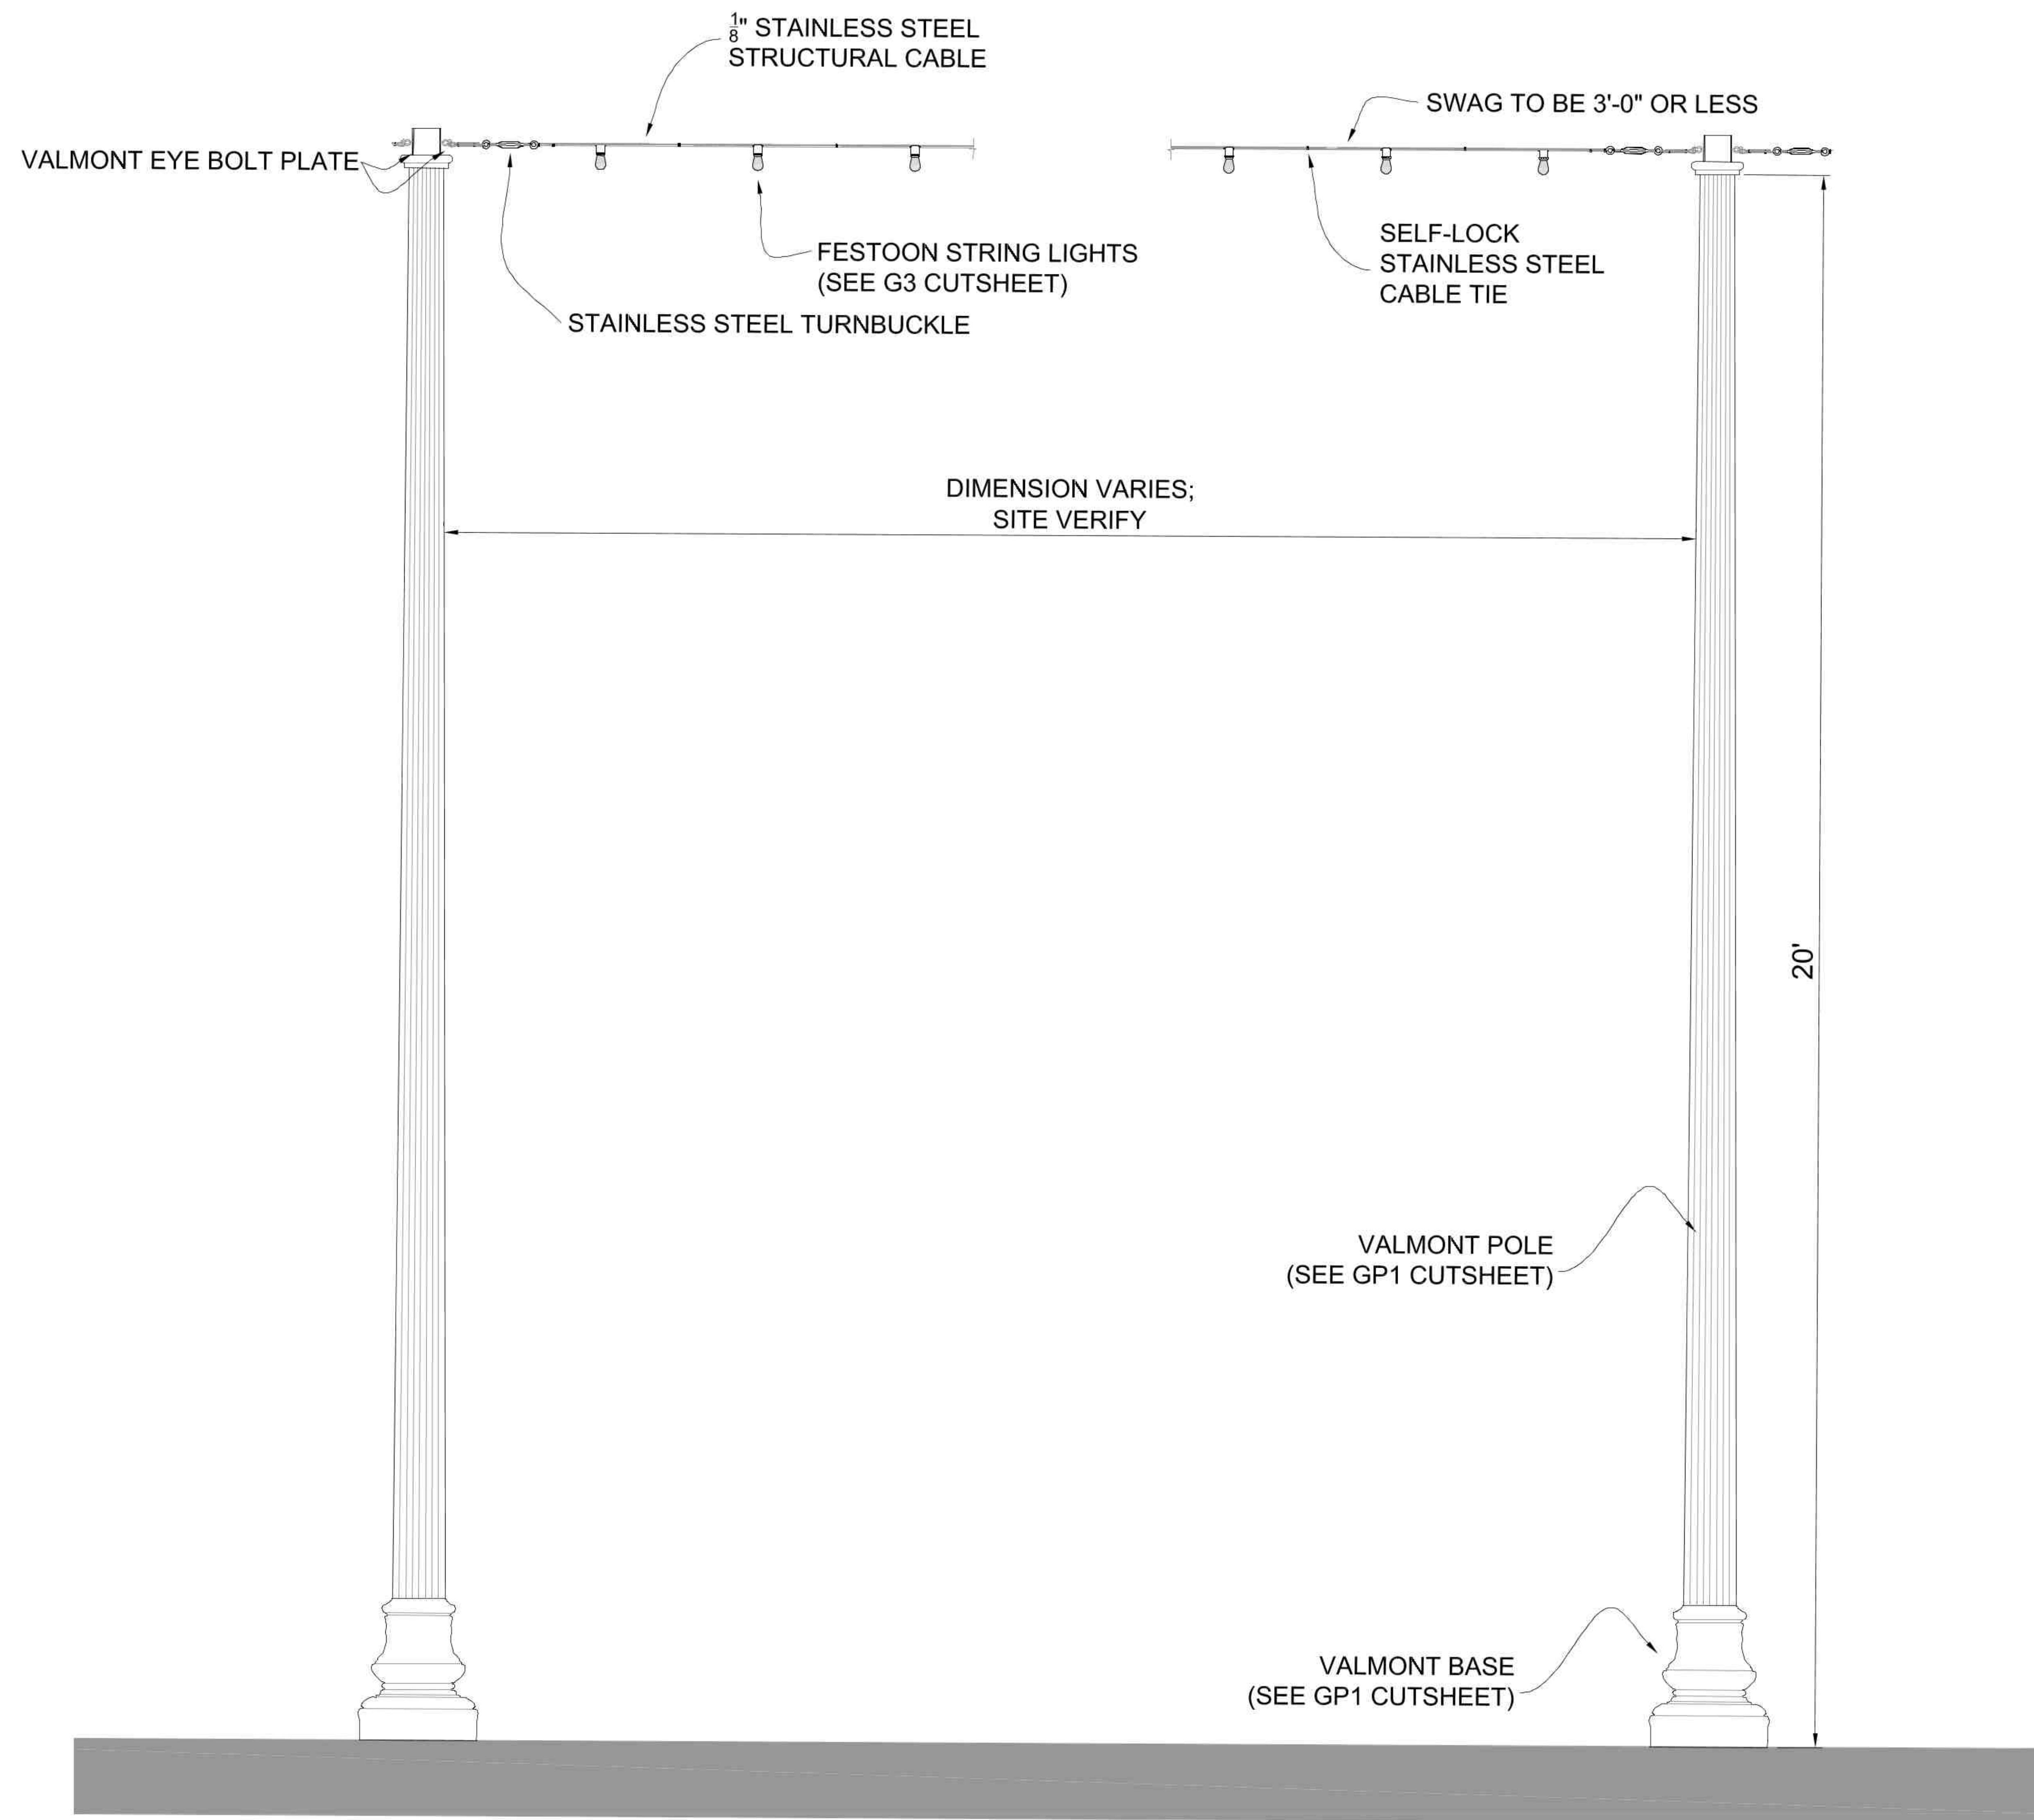 1/8" STAINLESS STEEL
STRUCTURAL CABLE
SWAG TO BE 3'-0" OR LESS
VALMONT EYE BOLT PLATE
FESTOON STRING LIGHTS
(SEE G3 CUTSHEET)
SELF-LOCK
STAINLESS STEEL
CABLE TIE
STAINLESS STEEL TURNBUCKLE
DIMENSION VARIES;
SITE VERIFY
20'
VALMONT POLE
(SEE GP1 CUTSHEET)
VALMONT BASE
(SEE GP1 CUTSHEET)